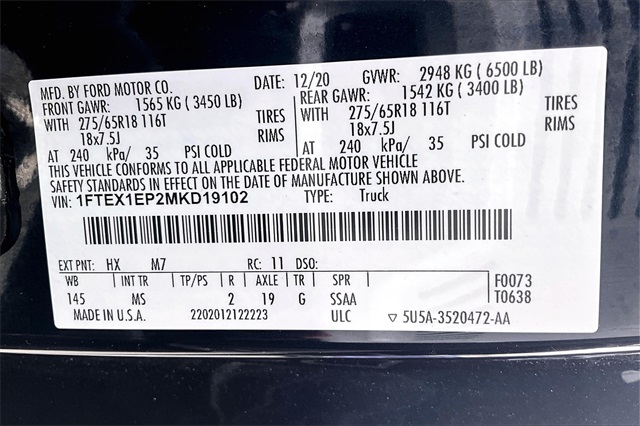 MFD. BY FORD MOTOR CO. DATE: 12/20 GVWR: 2948 KG ( 6500 LB)
FRONT GAWR: 1565 KG ( 3450 LB) REAR GAWR: 1542 KG ( 3400 LB)
WITH 275/65R18 116T TIRES WITH 275/65R18 116T TIRES
18x7.5J RIMS 18x7.5J RIMS
AT 240 kPa/ 35 PSI COLD AT 240 kPa/ 35 PSI COLD
THIS VEHICLE CONFORMS TO ALL APPLICABLE FEDERAL MOTOR VEHICLE
SAFETY STANDARDS IN EFFECT ON THE DATE OF MANUFACTURE SHOWN ABOVE.
VIN: 1FTEX1EP2MKD19102 TYPE: Truck
EXT PNT: HX M7 RC: 11 DSO:
WB INT TR TP/PS R AXLE TR SPR F0073
145 MS 2 19 G SSAA T0638
MADE IN U.S.A. 2202012122223 ULC ▽ 5U5A-3520472-AA